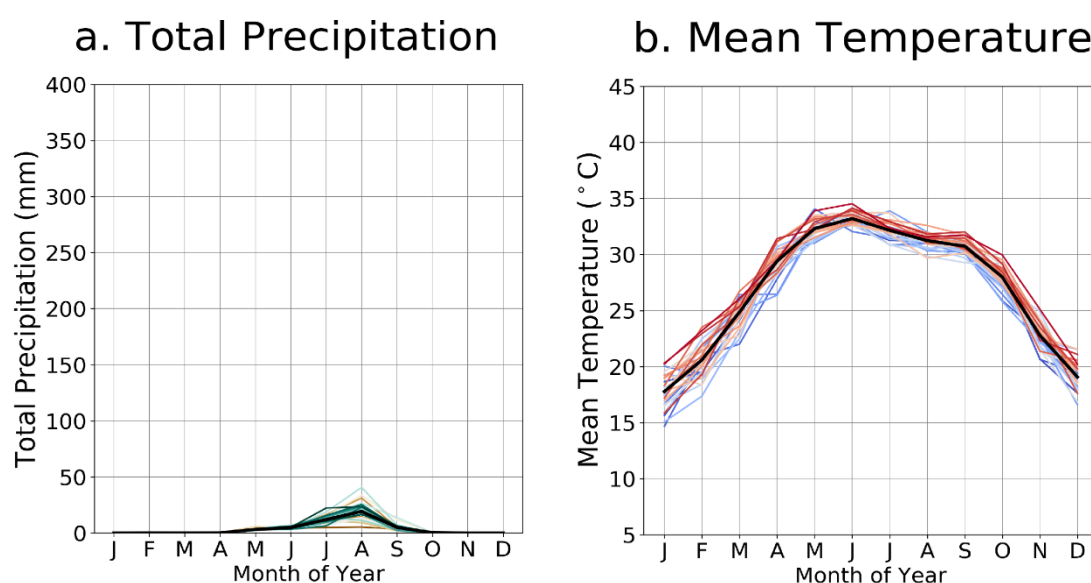 a. Total Precipitation
Total Precipitation (mm)
400
350
300
250
200
150
100
50
0
J F M A M J J A S O N D
Month of Year
b. Mean Temperature
Mean Temperature (°C)
45
40
35
30
25
20
15
10
5
J F M A M J J A S O N D
Month of Year